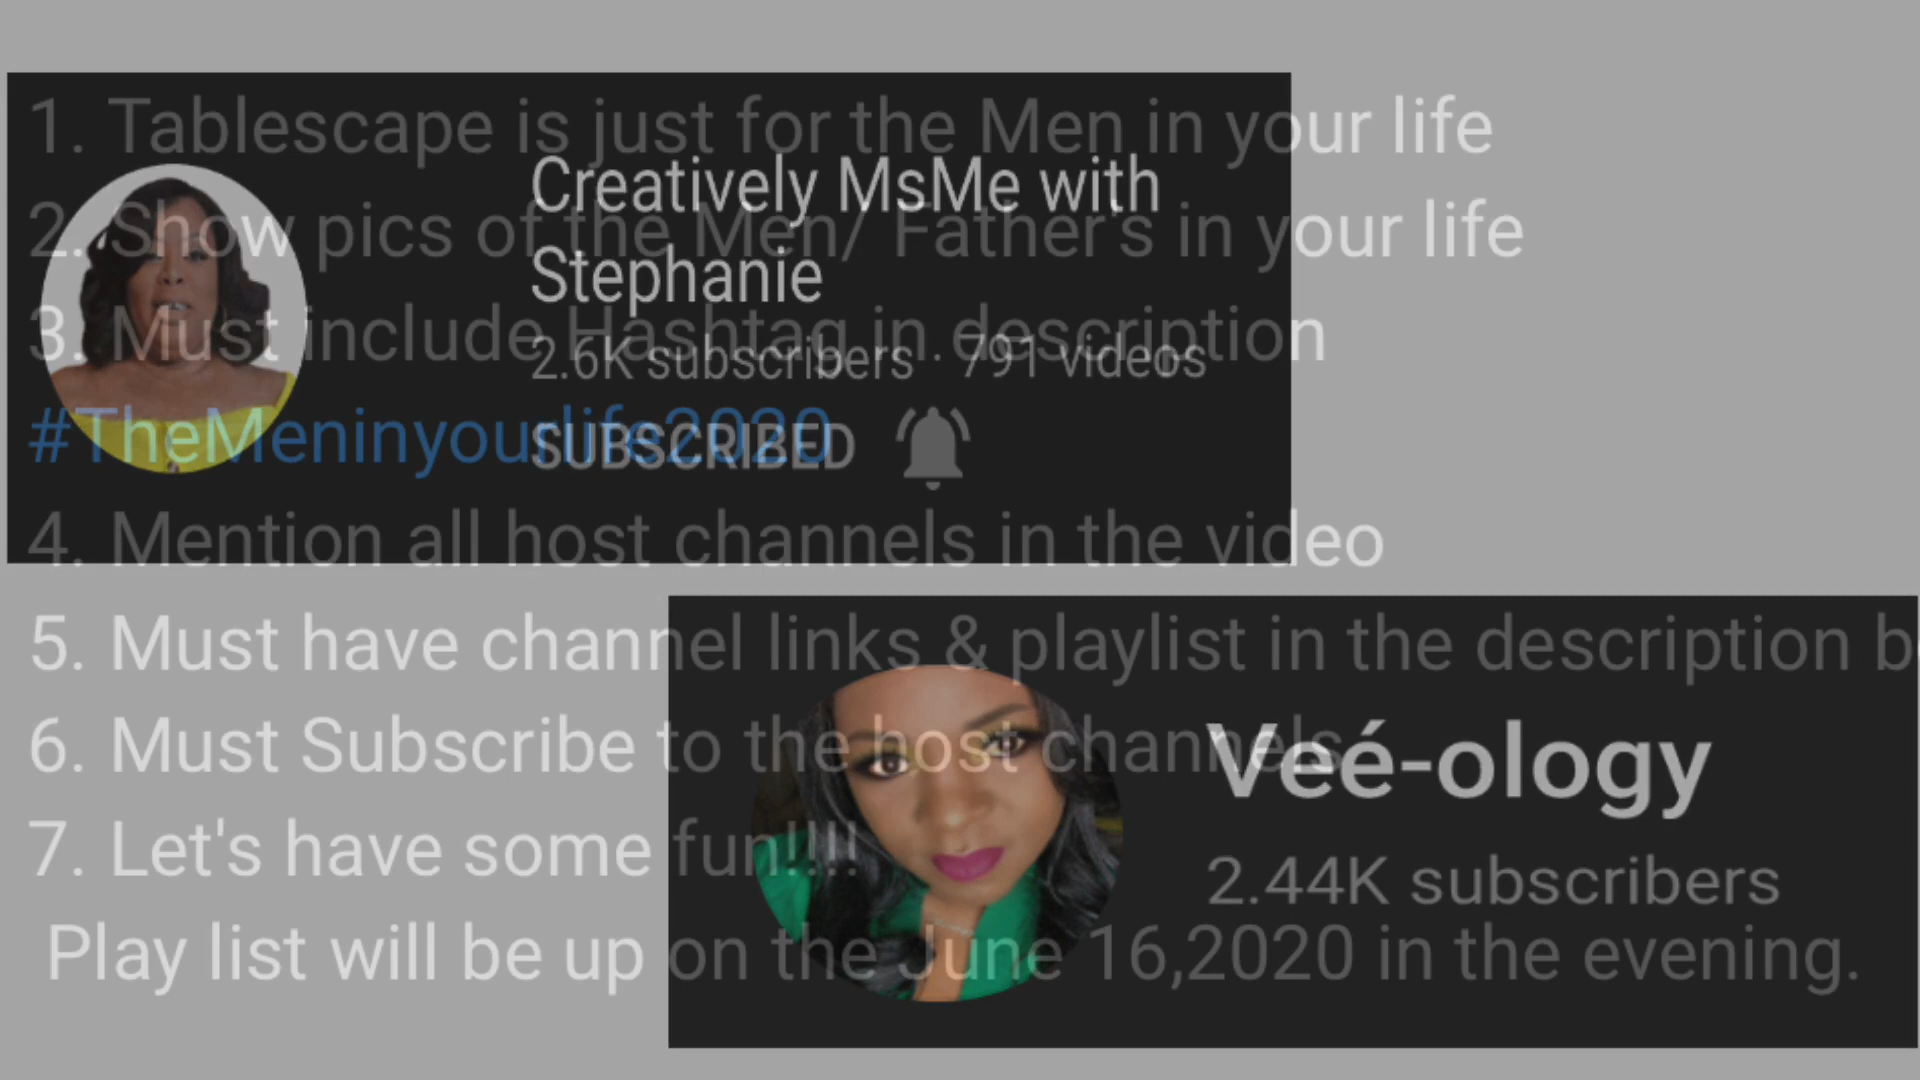 1. Tablescape is just for the Men in your life
2. Show pics of the Men/ Father's in your life
3. Must include Hashtag in description
#TheMeninyourlife2020
4. Mention all host channels in the video
5. Must have channel links & playlist in the description
6. Must Subscribe to the host channels
7. Let's have some fun!!!!
Play list will be up on the June 16,2020 in the evening.
Creatively MsMe with
Stephanie
2.6K subscribers . 791 videos
SUBSCRIBED
Veé-ology
2.44K subscribers